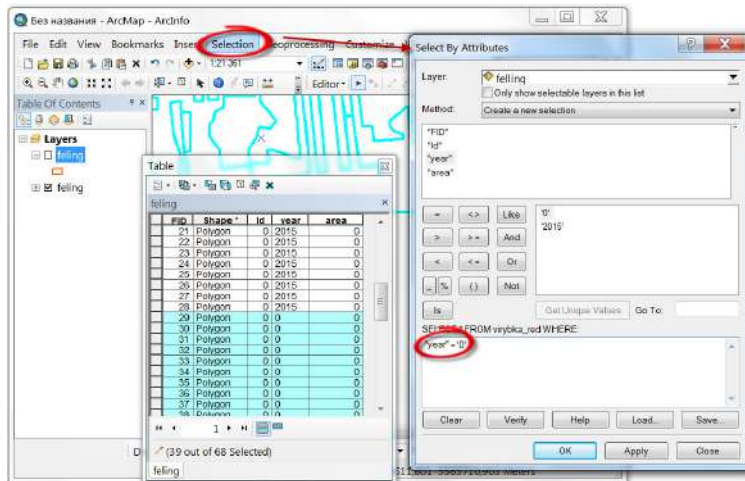 Без названия - ArcMap - ArcInfo
File Edit View Bookmarks Insert Selection Geoprocessing Customize
1:21 361
Editor
Table Of Contents
Layers
feling
feling
Table
feling
FID Shape * Id year area
21 Polygon 0 2015 0
22 Polygon 0 2015 0
23 Polygon 0 2015 0
24 Polygon 0 2015 0
25 Polygon 0 2015 0
26 Polygon 0 2015 0
27 Polygon 0 2015 0
28 Polygon 0 2015 0
29 Polygon 0 0 0
30 Polygon 0 0 0
31 Polygon 0 0 0
32 Polygon 0 0 0
33 Polygon 0 0 0
34 Polygon 0 0 0
35 Polygon 0 0 0
36 Polygon 0 0 0
37 Polygon 0 0 0
38 Polygon 0 0 0
1
(39 out of 68 Selected)
feling
Select By Attributes
Layer: felling
Only show selectable layers in this list
Method: Create a new selection
"FID"
"Id"
"year"
"area"
= <> Like
> >= And
< <= Or
_ % () Not
Is
'0'
'2015'
Get Unique Values Go To:
SELECT * FROM virybka_red WHERE:
"year" = '0'
Clear Verify Help Load... Save...
OK Apply Close